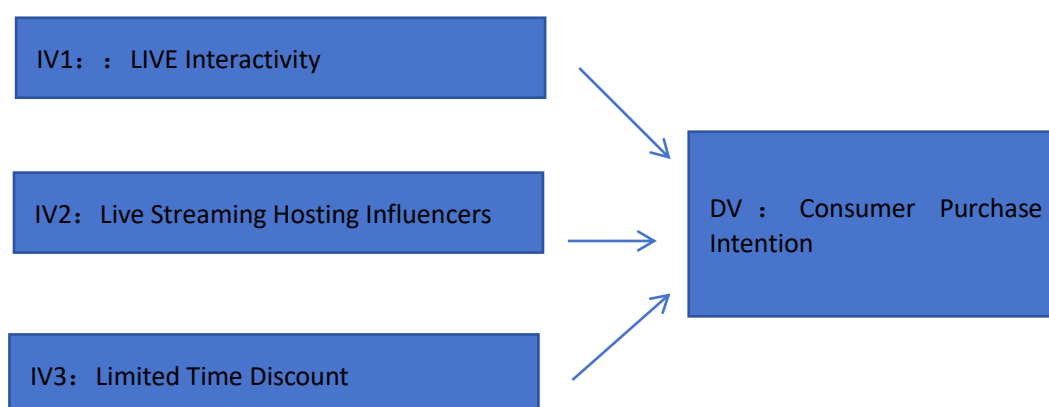 IV1：：LIVE Interactivity
IV2：Live Streaming Hosting Influencers
DV：Consumer Purchase
Intention
IV3：Limited Time Discount